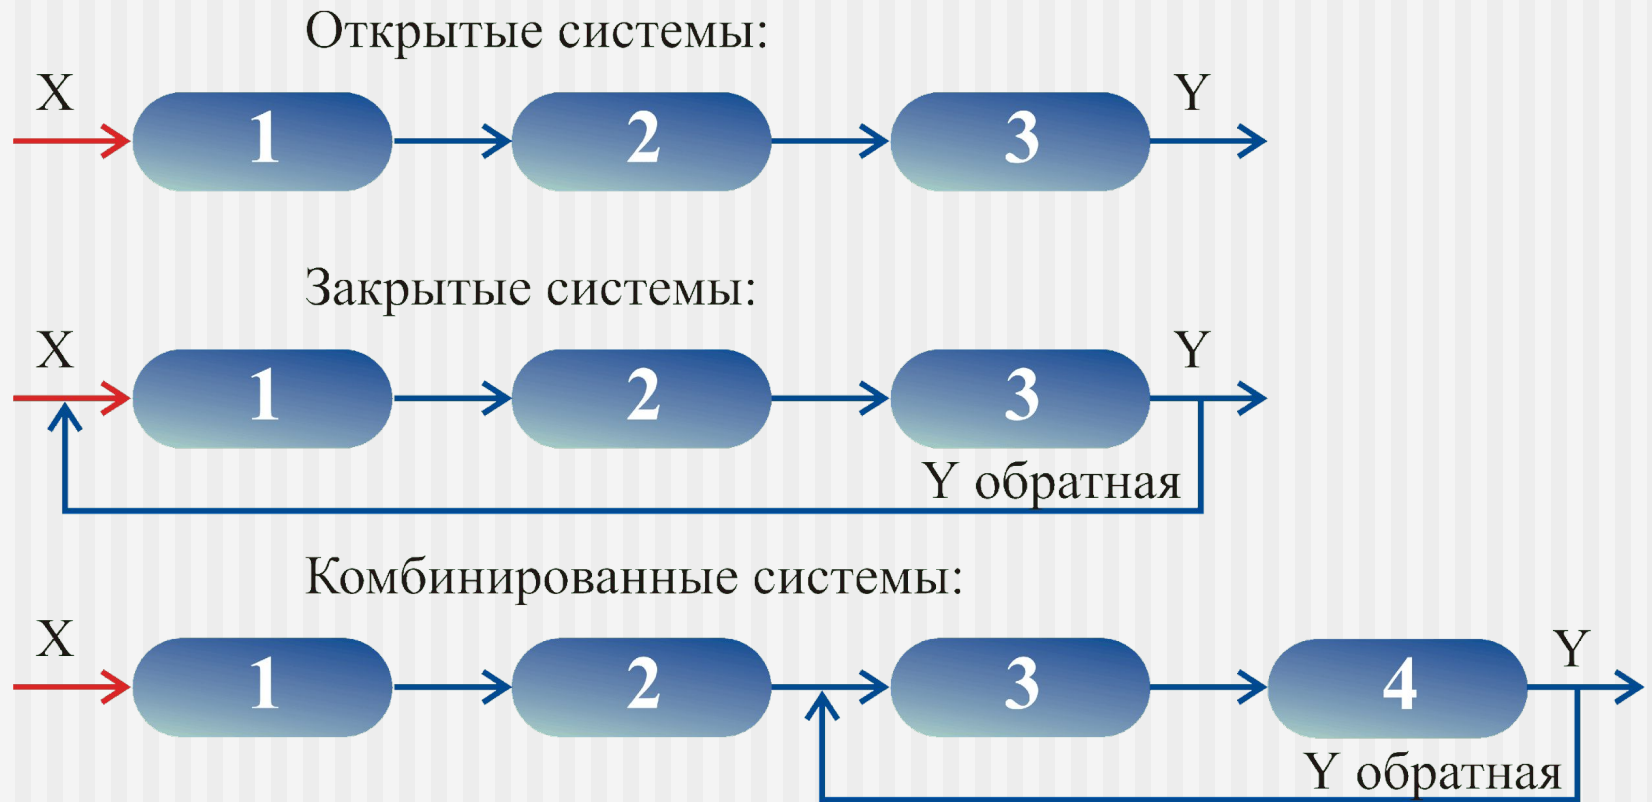 Открытые системы:
X 1 2 3 Y
Закрытые системы:
X 1 2 3 Y
Y обратная
Комбинированные системы:
X 1 2 3 4 Y
Y обратная